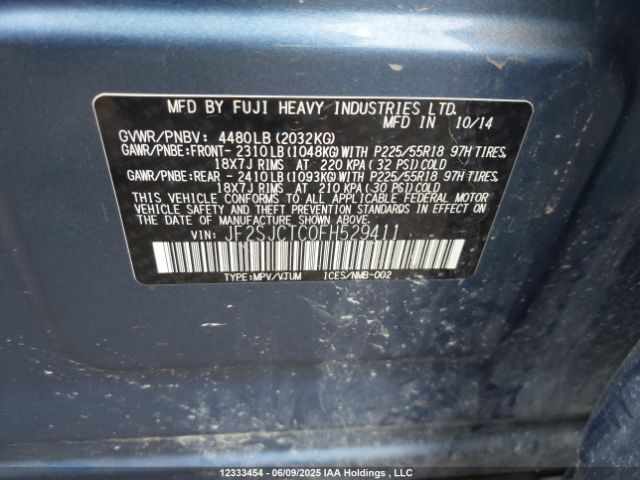 MFD BY FUJI HEAVY INDUSTRIES LTD.
MFD IN 10/14
GVWR/PNBV: 4480LB (2032KG)
GAWR/PNBE:FRONT- 2310LB (1048KG) WITH P225/55R18 97H TIRES,
18X7J RIMS AT 220 KPA (32 PSI) COLD
GAWR/PNBE:REAR - 2410LB (1093KG) WITH P225/55R18 97H TIRES,
18X7J RIMS AT 210 KPA (30 PSI) COLD
THIS VEHICLE CONFORMS TO ALL APPLICABLE FEDERAL MOTOR
VEHICLE SAFETY, BUMPER, AND THEFT PREVENTION STANDARDS
IN EFFECT ON THE DATE OF MANUFACTURE SHOWN ABOVE.
VIN: JF2SJCTC0FH529411
TYPE:MPV/VTUM ICES/NMB-002
12333454 - 06/09/2025 IAA Holdings , LLC